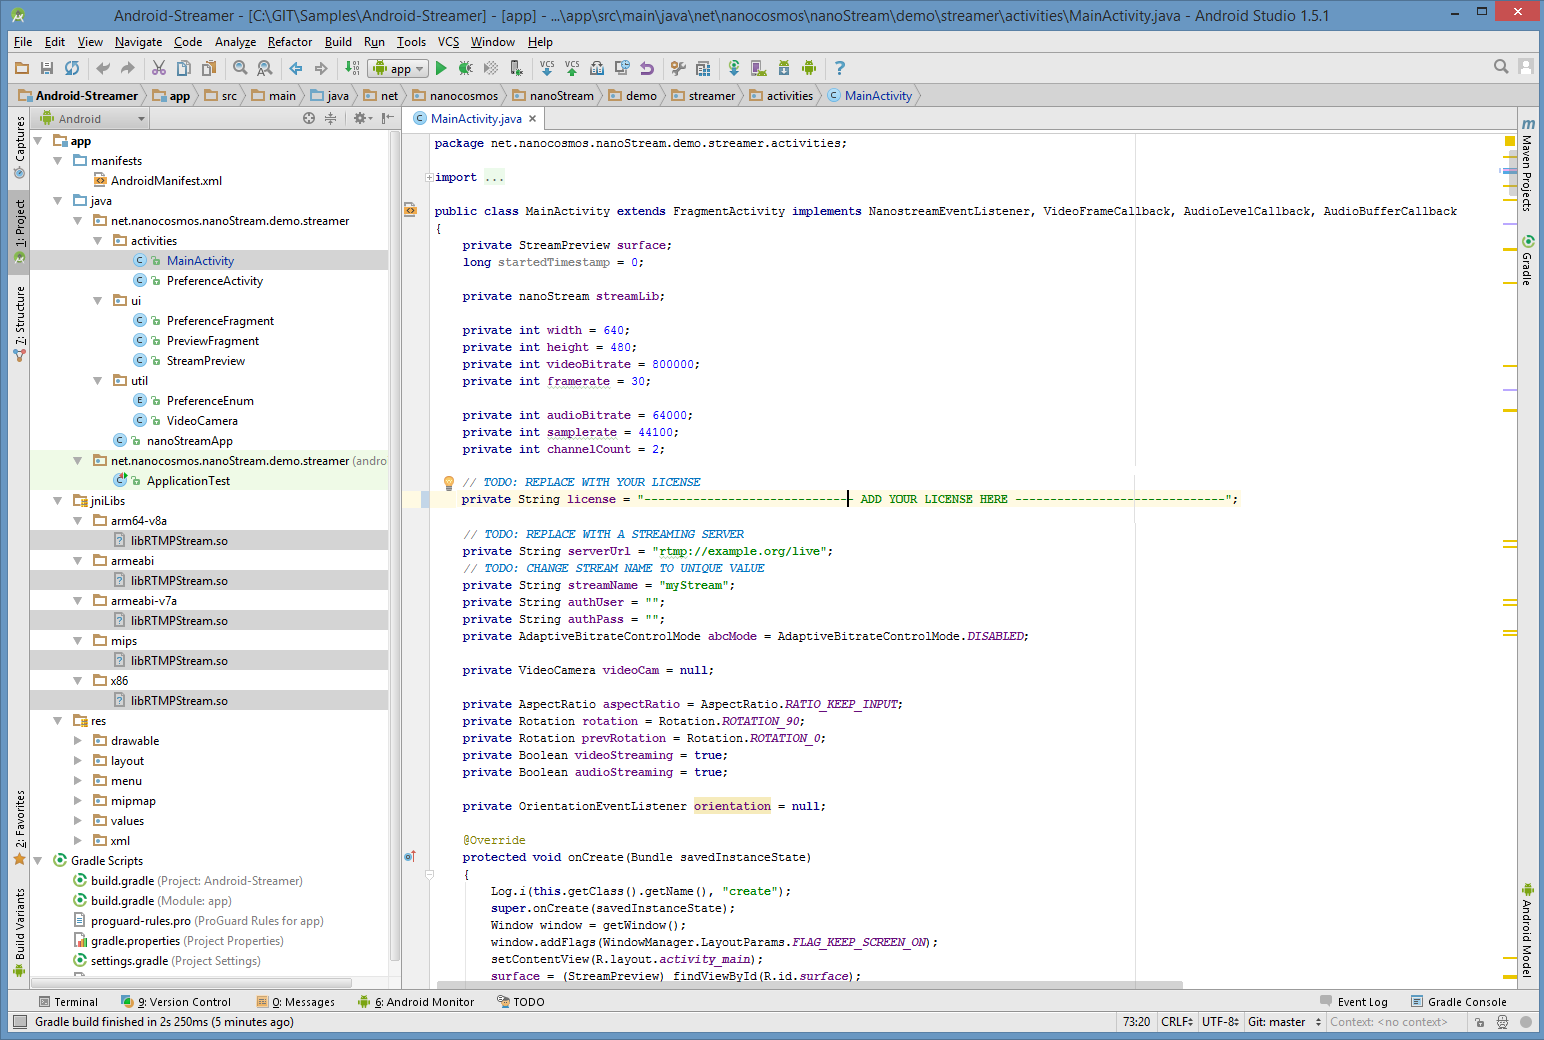 Android-Streamer - [C:\GIT\Samples\Android-Streamer] - [app] - ...\app\src\main\java\net\nanocosmos\nanoStream\demo\streamer\activities\MainActivity.java - Android Studio 1.5.1
File Edit View Navigate Code Analyze Refactor Build Run Tools VCS Window Help
app VCS VCS
Android-Streamer app src main java net nanocosmos nanoStream demo streamer activities MainActivity
Captures
1: Project
7: Structure
2: Favorites
Build Variants
Android
app
manifests
AndroidManifest.xml
java
net.nanocosmos.nanoStream.demo.streamer
activities
MainActivity
PreferenceActivity
ui
PreferenceFragment
PreviewFragment
StreamPreview
util
PreferenceEnum
VideoCamera
nanoStreamApp
net.nanocosmos.nanoStream.demo.streamer (andro
ApplicationTest
jniLibs
arm64-v8a
libRTMPStream.so
armeabi
libRTMPStream.so
armeabi-v7a
libRTMPStream.so
mips
libRTMPStream.so
x86
libRTMPStream.so
res
drawable
layout
menu
mipmap
values
xml
Gradle Scripts
build.gradle (Project: Android-Streamer)
build.gradle (Module: app)
proguard-rules.pro (ProGuard Rules for app)
gradle.properties (Project Properties)
settings.gradle (Project Settings)
MainActivity.java
package net.nanocosmos.nanoStream.demo.streamer.activities;
import ...
public class MainActivity extends FragmentActivity implements NanostreamEventListener, VideoFrameCallback, AudioLevelCallback, AudioBufferCallback
{
private StreamPreview surface;
long startedTimestamp = 0;
private nanoStream streamLib;
private int width = 640;
private int height = 480;
private int videoBitrate = 800000;
private int framerate = 30;
private int audioBitrate = 64000;
private int samplerate = 44100;
private int channelCount = 2;
// TODO: REPLACE WITH YOUR LICENSE
private String license = "------------------------------ ADD YOUR LICENSE HERE ------------------------------";
// TODO: REPLACE WITH A STREAMING SERVER
private String serverUrl = "rtmp://example.org/live";
// TODO: CHANGE STREAM NAME TO UNIQUE VALUE
private String streamName = "myStream";
private String authUser = "";
private String authPass = "";
private AdaptiveBitrateControlMode abcMode = AdaptiveBitrateControlMode.DISABLED;
private VideoCamera videoCam = null;
private AspectRatio aspectRatio = AspectRatio.RATIO_KEEP_INPUT;
private Rotation rotation = Rotation.ROTATION_90;
private Rotation prevRotation = Rotation.ROTATION_0;
private Boolean videoStreaming = true;
private Boolean audioStreaming = true;
private OrientationEventListener orientation = null;
@Override
protected void onCreate(Bundle savedInstanceState)
{
Log.i(this.getClass().getName(), "create");
super.onCreate(savedInstanceState);
Window window = getWindow();
window.addFlags(WindowManager.LayoutParams.FLAG_KEEP_SCREEN_ON);
setContentView(R.layout.activity_main);
surface = (StreamPreview) findViewById(R.id.surface);
Maven Projects
Gradle
Android Model
Terminal 9: Version Control 0: Messages 6: Android Monitor TODO Event Log Gradle Console
Gradle build finished in 2s 250ms (5 minutes ago) 73:20 CRLF UTF-8 Git: master Context: <no context>